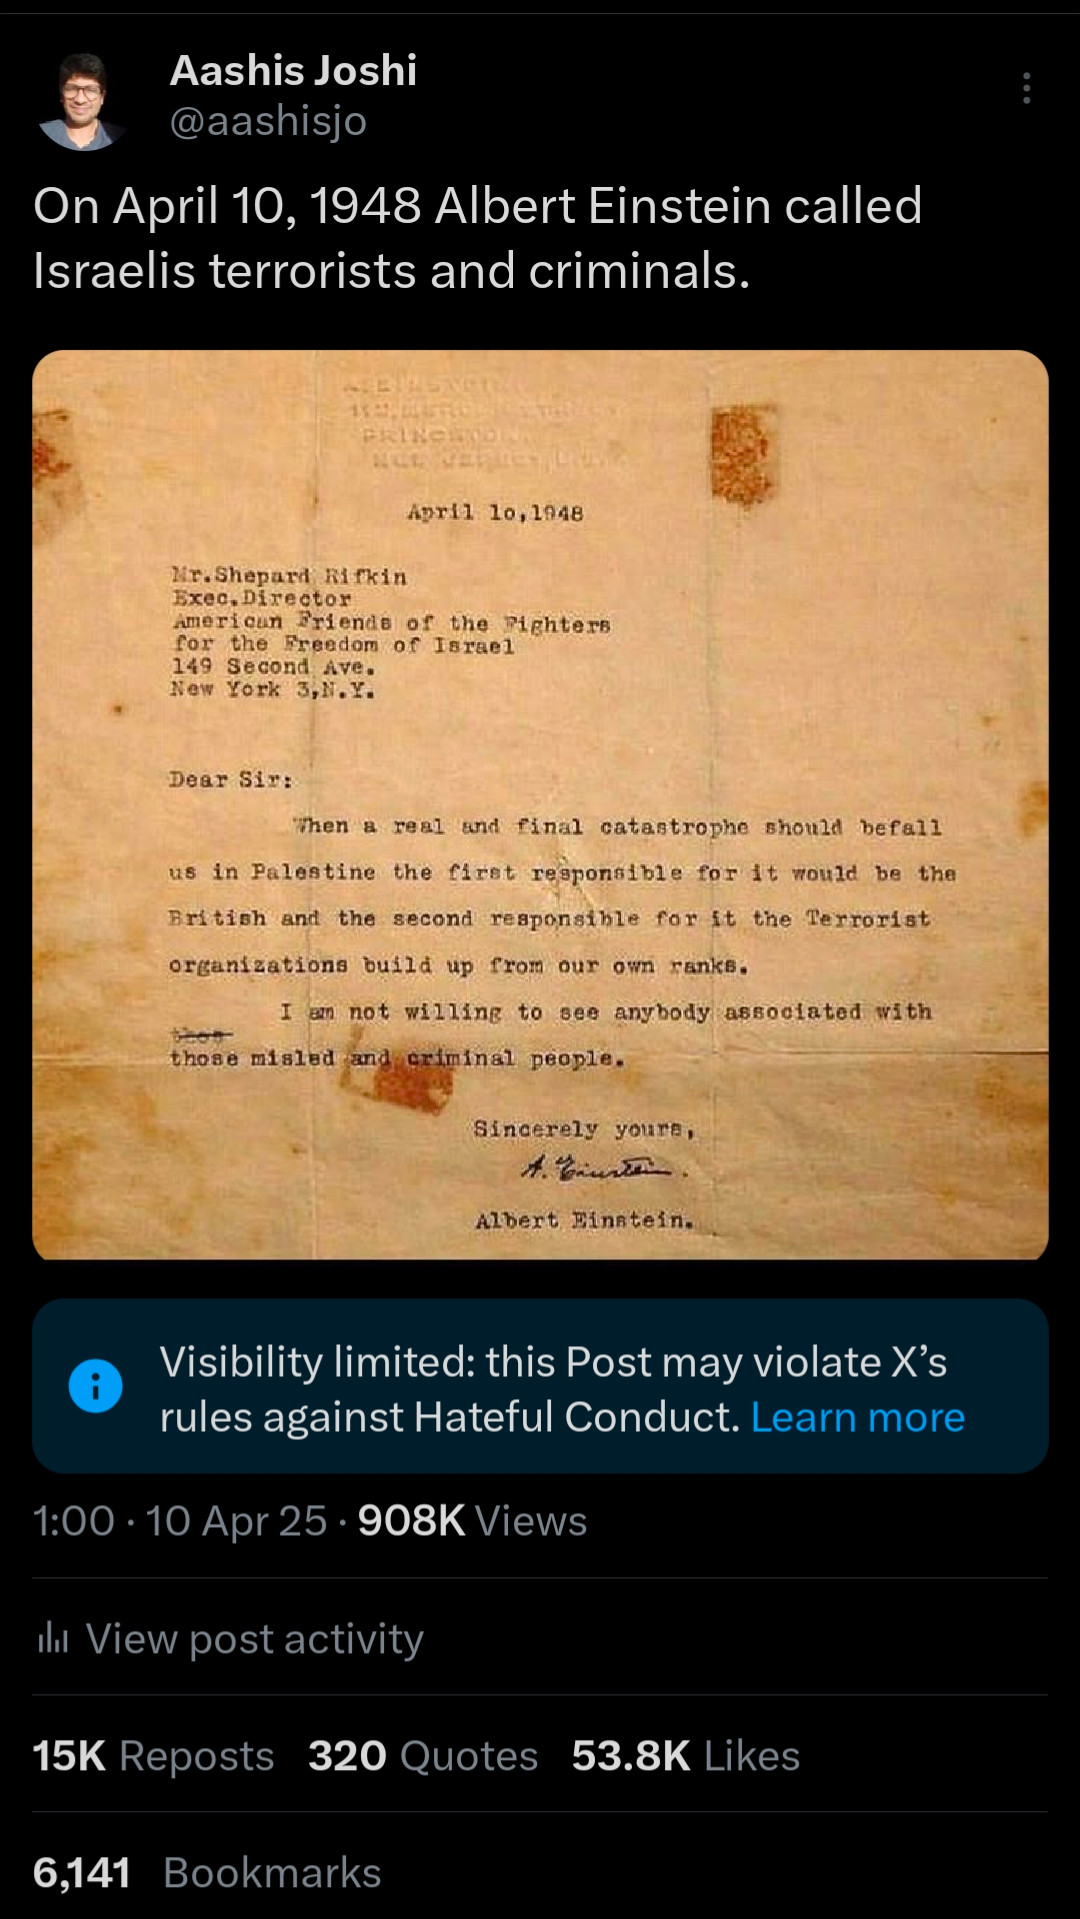 Aashis Joshi
@aashisjo
On April 10, 1948 Albert Einstein called
Israelis terrorists and criminals.
PRINCETON
NEW JERSEY, U.S.A.
April 1o,1948
Mr.Shepard Rifkin
Exec.Director
American Friends of the Fighters
for the Freedom of Israel
149 Second Ave.
New York 3,N.Y.
Dear Sir:
When a real and final catastrophe should befall
us in Palestine the first responsible for it would be the
British and the second responsible for it the Terrorist
organizations build up from our own ranks.
I am not willing to see anybody associated with
those misled and criminal people.
Sincerely yours,
A. Einstein.
Albert Einstein.
Visibility limited: this Post may violate X’s
rules against Hateful Conduct. Learn more
1:00 · 10 Apr 25 · 908K Views
View post activity
15K Reposts 320 Quotes 53.8K Likes
6,141 Bookmarks